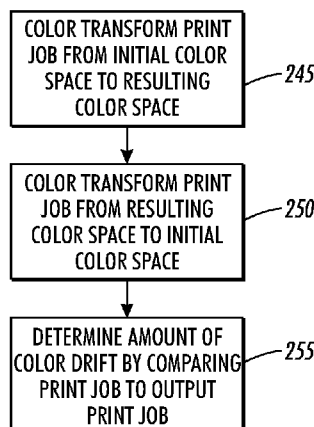 COLOR TRANSFORM PRINT
JOB FROM INITIAL COLOR
SPACE TO RESULTING
COLOR SPACE
245
COLOR TRANSFORM PRINT
JOB FROM RESULTING
COLOR SPACE TO INITIAL
COLOR SPACE
250
DETERMINE AMOUNT OF
COLOR DRIFT BY COMPARING
PRINT JOB TO OUTPUT
PRINT JOB
255